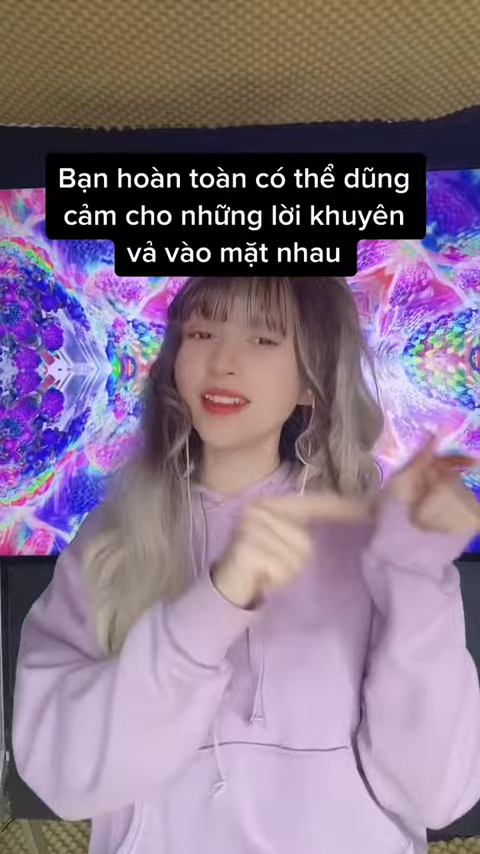 Bạn hoàn toàn có thể dũng
cảm cho những lời khuyên
vả vào mặt nhau